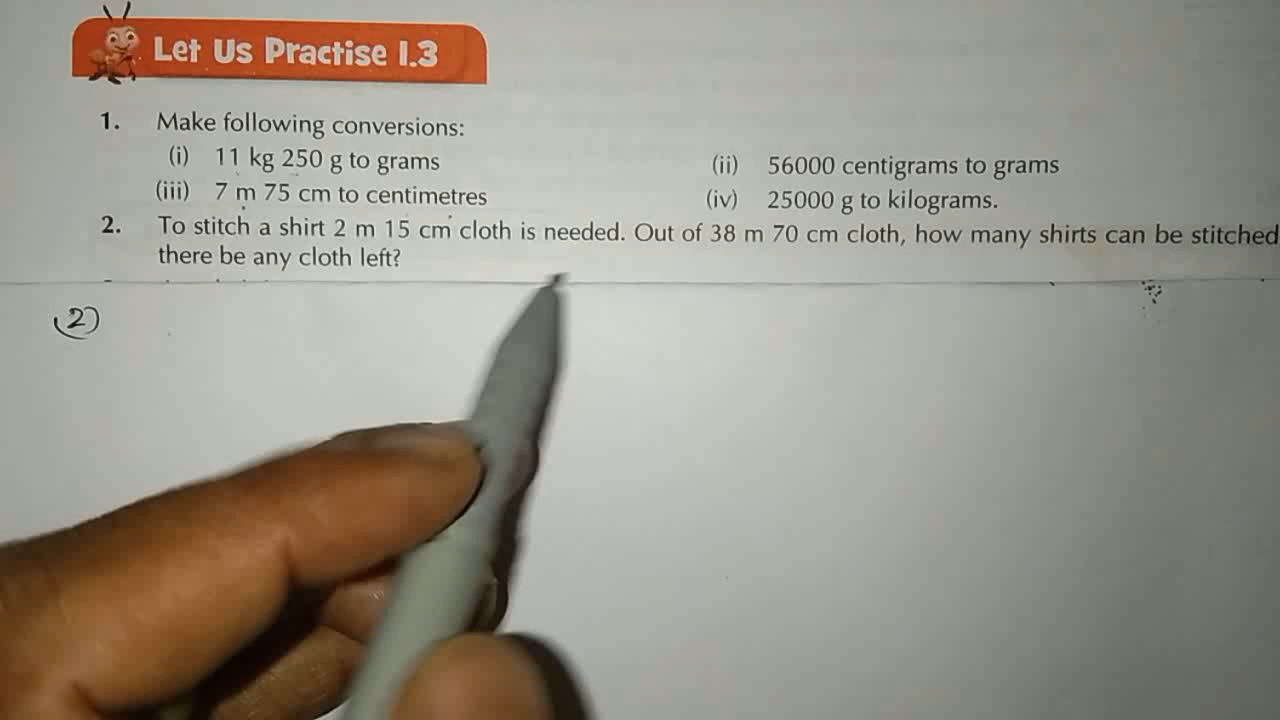 Let Us Practise 1.3
1. Make following conversions:
(i) 11 kg 250 g to grams (ii) 56000 centigrams to grams
(iii) 7 m 75 cm to centimetres (iv) 25000 g to kilograms.
2. To stitch a shirt 2 m 15 cm cloth is needed. Out of 38 m 70 cm cloth, how many shirts can be stitched
there be any cloth left?
(2)